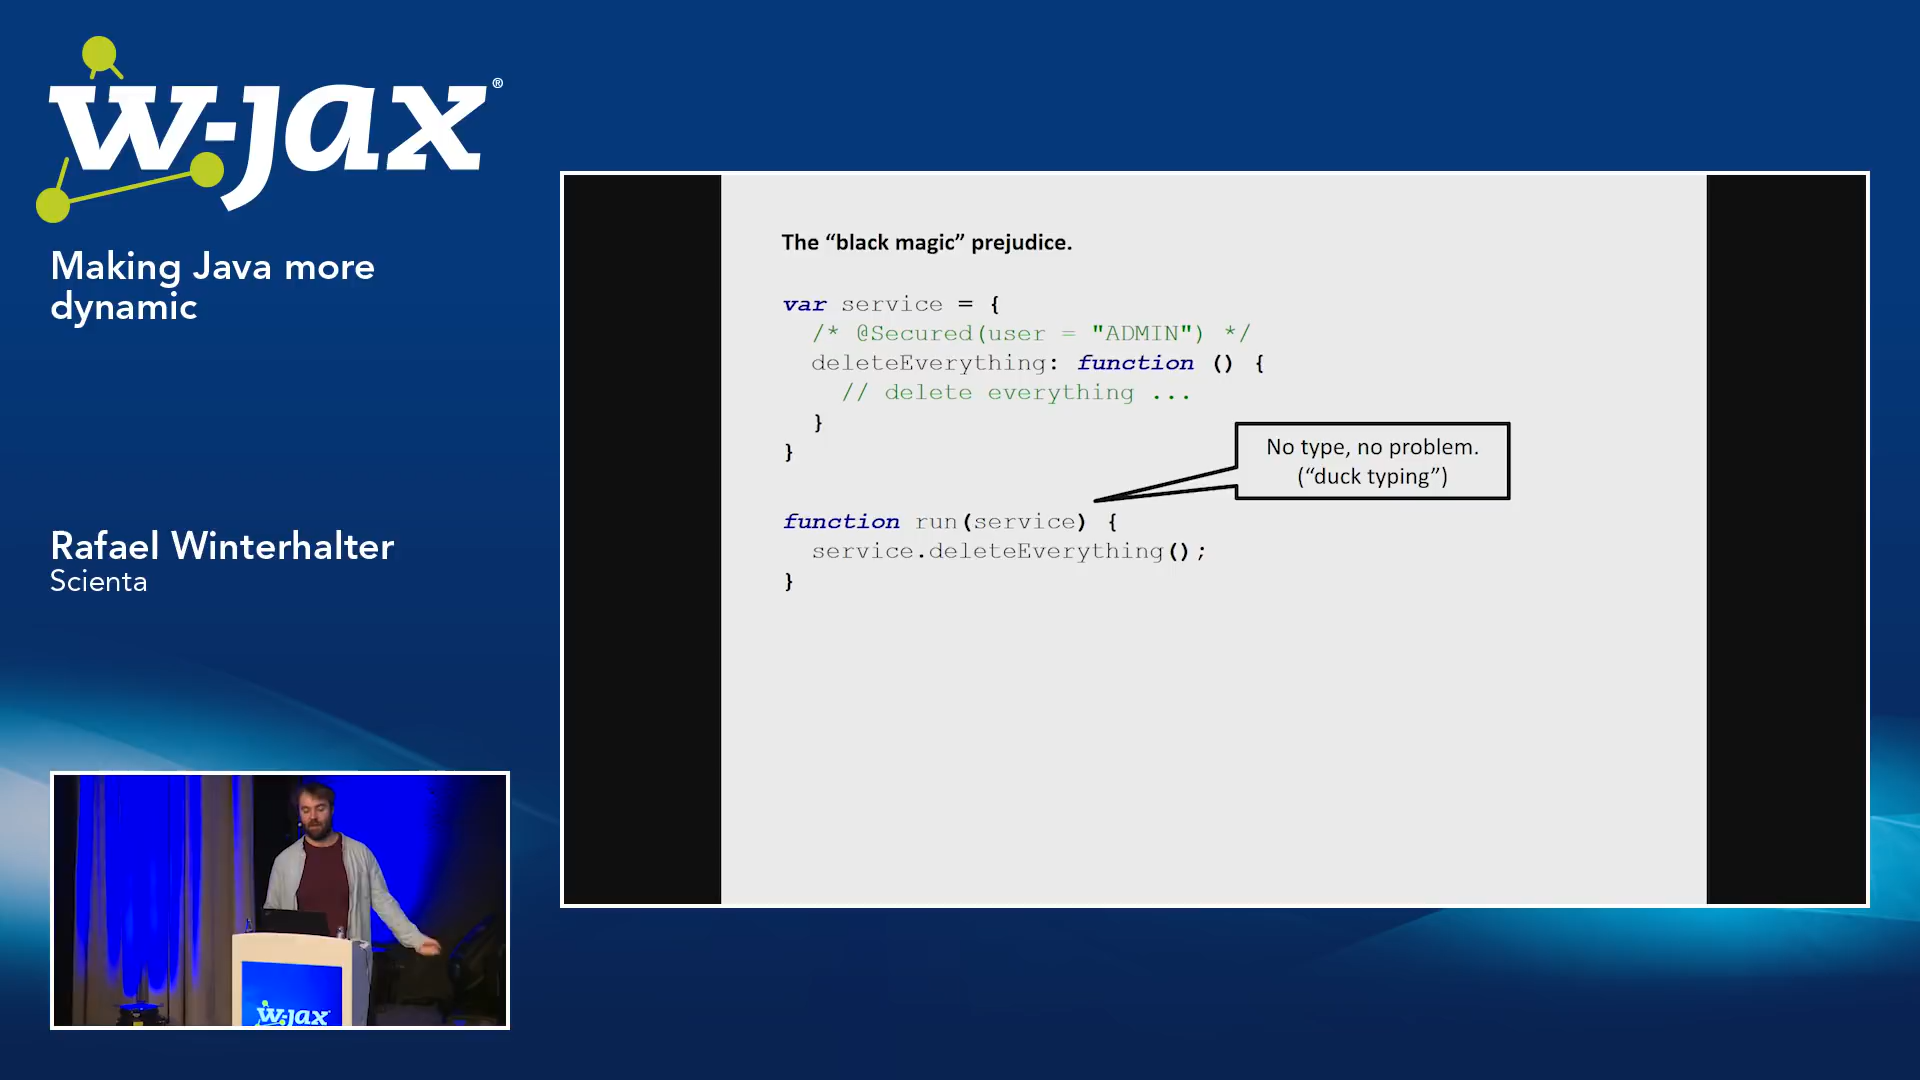 w-jax®
Making Java more
dynamic
Rafael Winterhalter
Scienta
The “black magic” prejudice.
var service = {
/* @Secured(user = "ADMIN") */
deleteEverything: function () {
// delete everything ...
}
}
No type, no problem.
(“duck typing”)
function run(service) {
service.deleteEverything();
}
w-jax